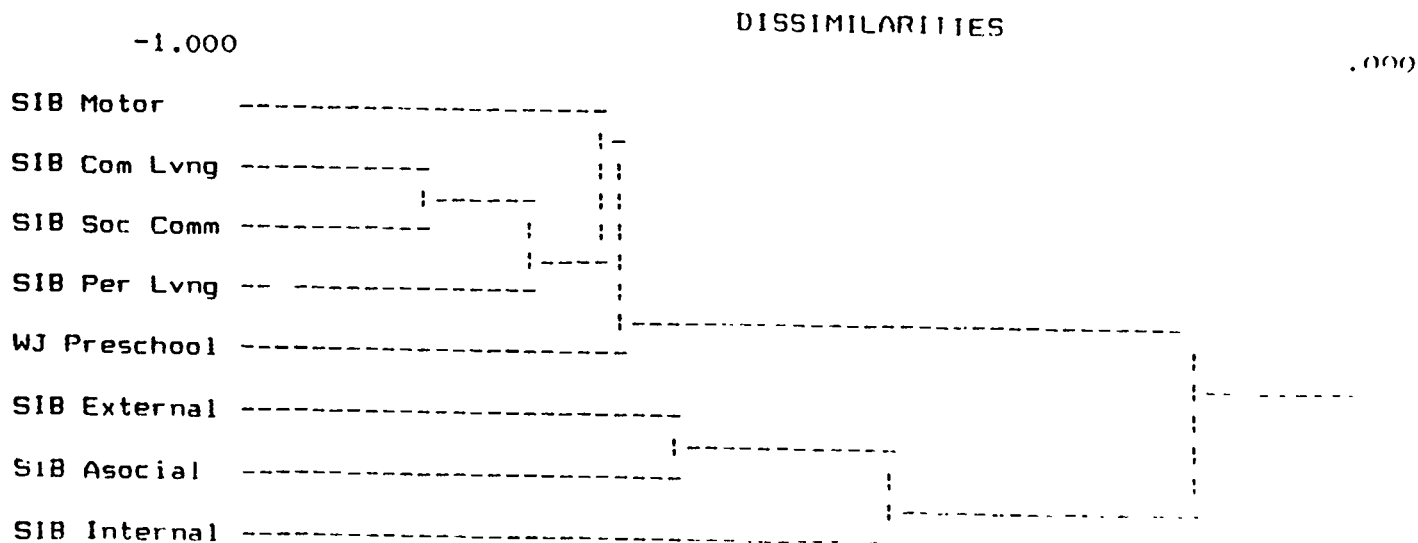 DISSIMILARITIES
-1.000
.000
SIB Motor
SIB Com Lvng
SIB Soc Comm
SIB Per Lvng
WJ Preschool
SIB External
SIB Asocial
SIB Internal